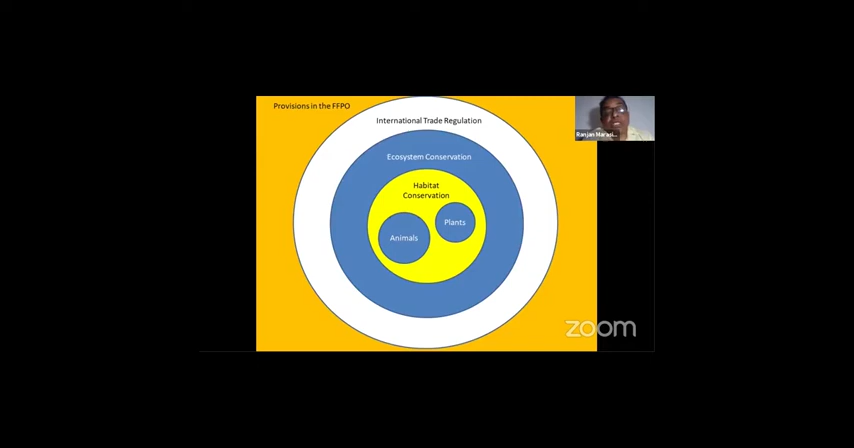 Provisions in the FFPO
International Trade Regulation
Ecosystem Conservation
Habitat
Conservation
Plants
Animals
Ranjan Marasi...
zoom